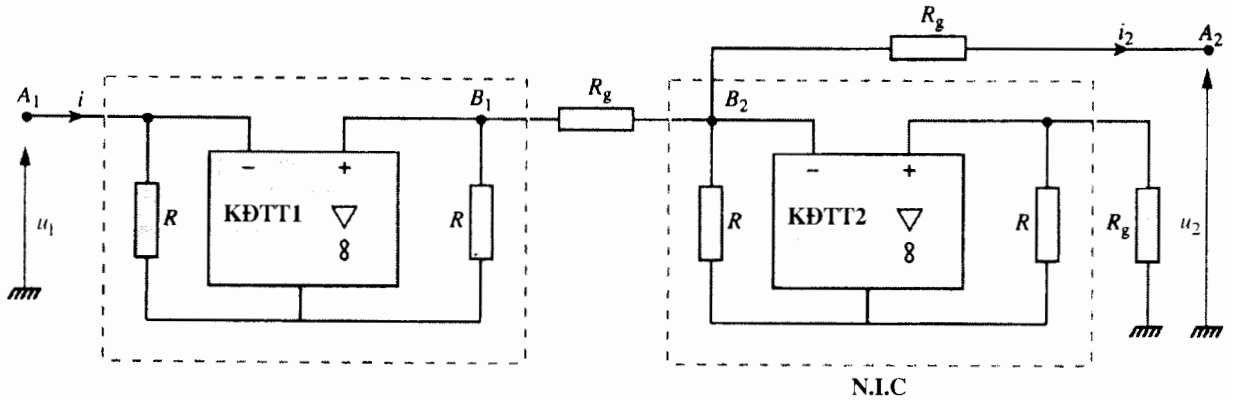 R_g
i_2
A_2
A_1
i
B_1
R_g
B_2
− +
− +
u_1
R
KĐTT1
▷
R
R
KĐTT2
▷
R
R_g
u_2
∞
∞
N.I.C